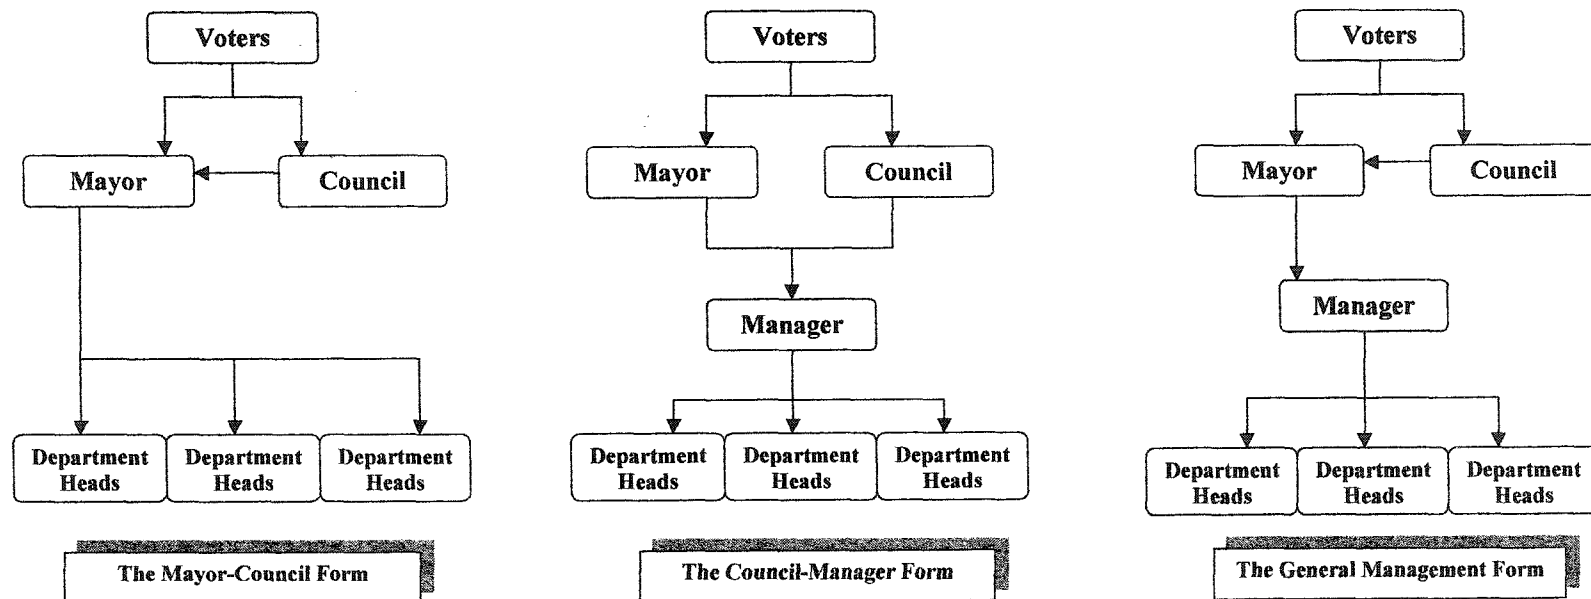 Voters
Mayor
Council
Department
Heads
Department
Heads
Department
Heads
The Mayor-Council Form
Voters
Mayor
Council
Manager
Department
Heads
Department
Heads
Department
Heads
The Council-Manager Form
Voters
Mayor
Council
Manager
Department
Heads
Department
Heads
Department
Heads
The General Management Form